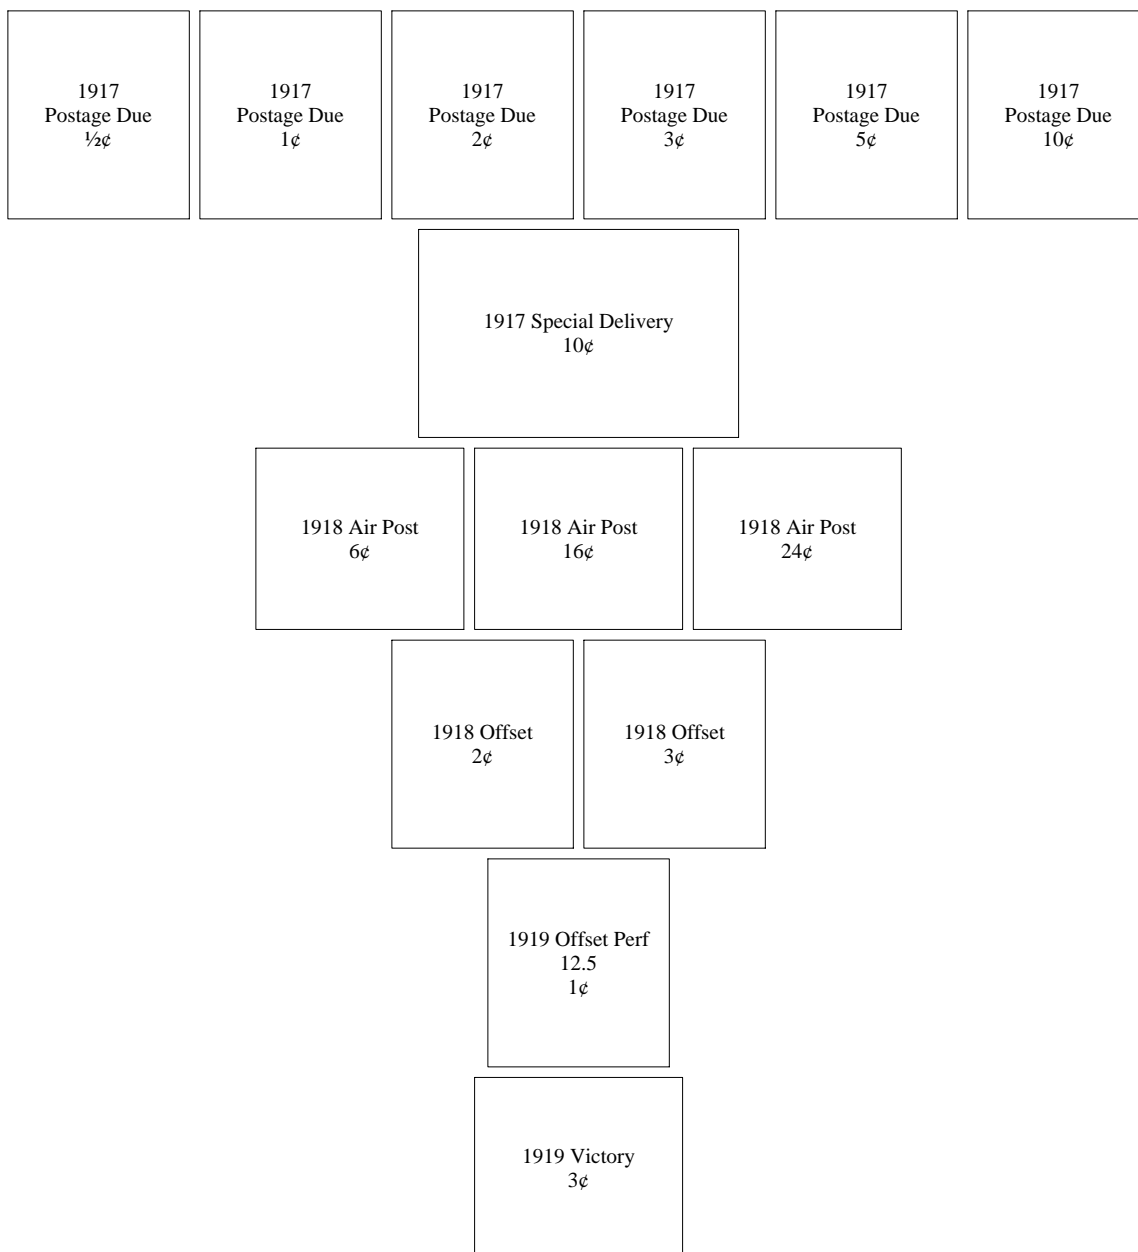 1917
Postage Due
½¢
1917
Postage Due
1¢
1917
Postage Due
2¢
1917
Postage Due
3¢
1917
Postage Due
5¢
1917
Postage Due
10¢
1917 Special Delivery
10¢
1918 Air Post
6¢
1918 Air Post
16¢
1918 Air Post
24¢
1918 Offset
2¢
1918 Offset
3¢
1919 Offset Perf
12.5
1¢
1919 Victory
3¢